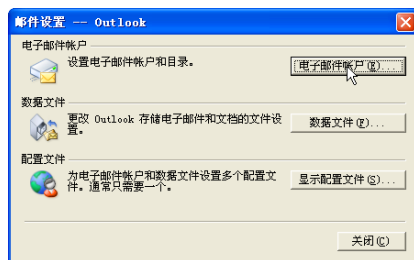 邮件设置 -- Outlook
电子邮件帐户
设置电子邮件帐户和目录。
电子邮件帐户(E)...
数据文件
更改 Outlook 存储电子邮件和文档的文件设
置。
数据文件(F)...
配置文件
为电子邮件帐户和数据文件设置多个配置文
件。通常只需要一个。
显示配置文件(S)...
关闭(C)